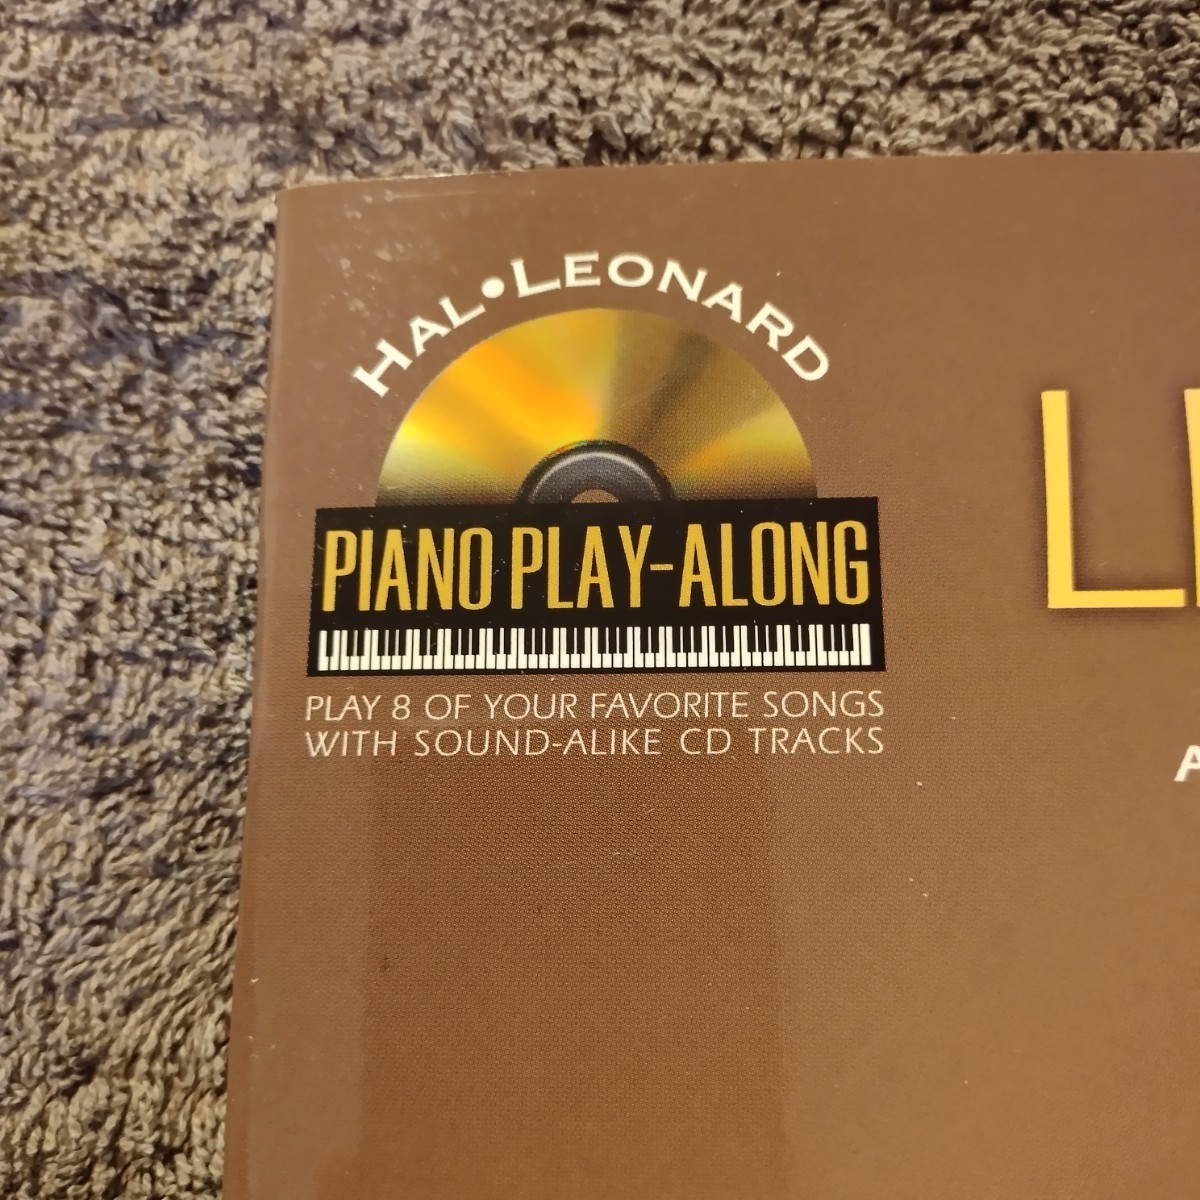 HAL•LEONARD
PIANO PLAY-ALONG
PLAY 8 OF YOUR FAVORITE SONGS
WITH SOUND-ALIKE CD TRACKS